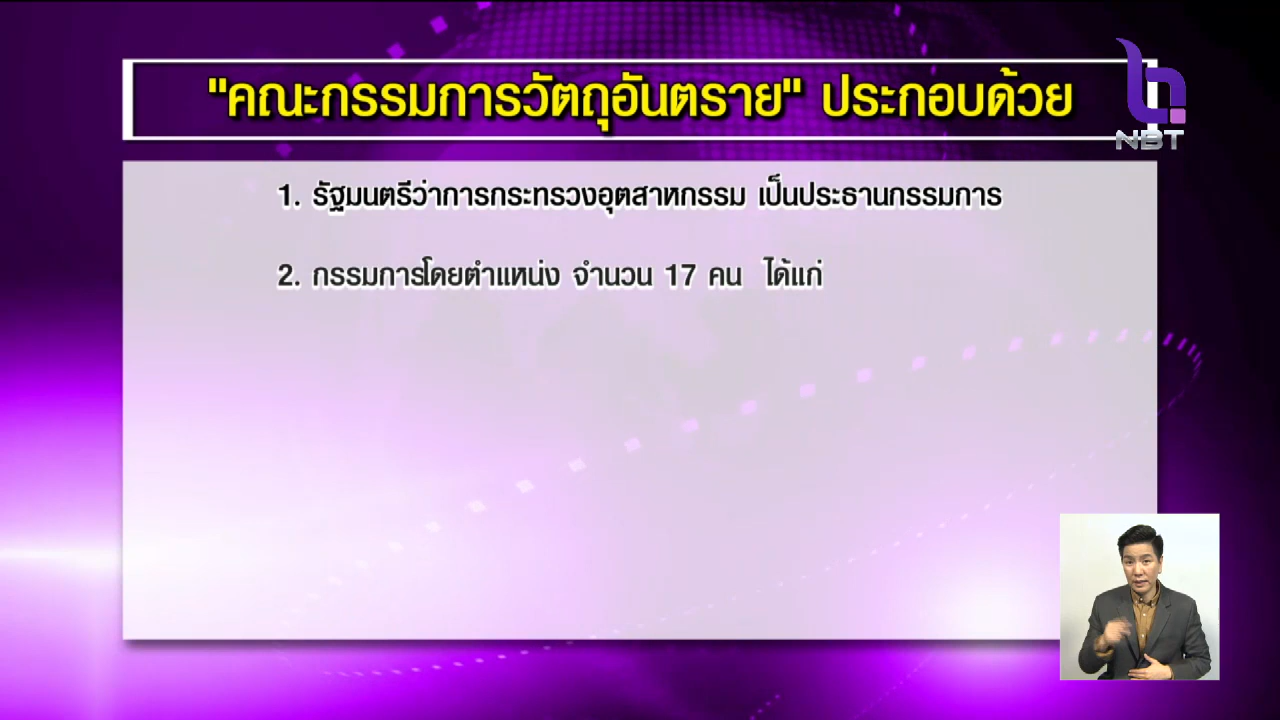 "คณะกรรมการวัตถุอันตราย" ประกอบด้วย
NBT
1. รัฐมนตรีว่าการกระทรวงอุตสาหกรรม เป็นประธานกรรมการ
2. กรรมการโดยตำแหน่ง จำนวน 17 คน ได้แก่